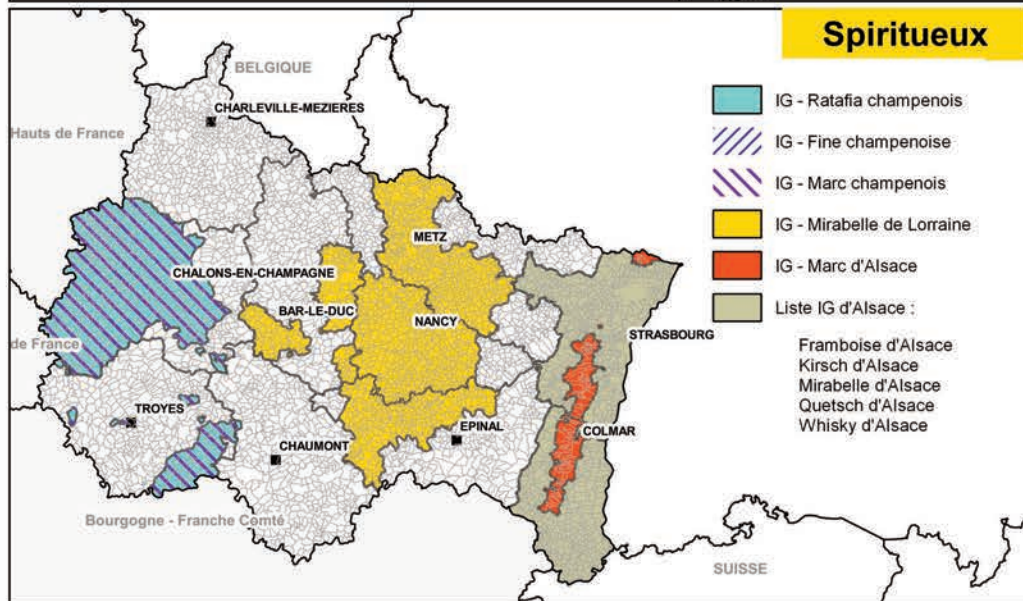 Spiritueux
BELGIQUE
CHARLEVILLE-MEZIERES
Hauts de France
METZ
CHALONS-EN-CHAMPAGNE
BAR-LE-DUC
NANCY
STRASBOURG
de France
TROYES
EPINAL
COLMAR
CHAUMONT
Bourgogne - Franche Comté
SUISSE
IG - Ratafia champenois
IG - Fine champenoise
IG - Marc champenois
IG - Mirabelle de Lorraine
IG - Marc d'Alsace
Liste IG d'Alsace :
Framboise d'Alsace
Kirsch d'Alsace
Mirabelle d'Alsace
Quetsch d'Alsace
Whisky d'Alsace